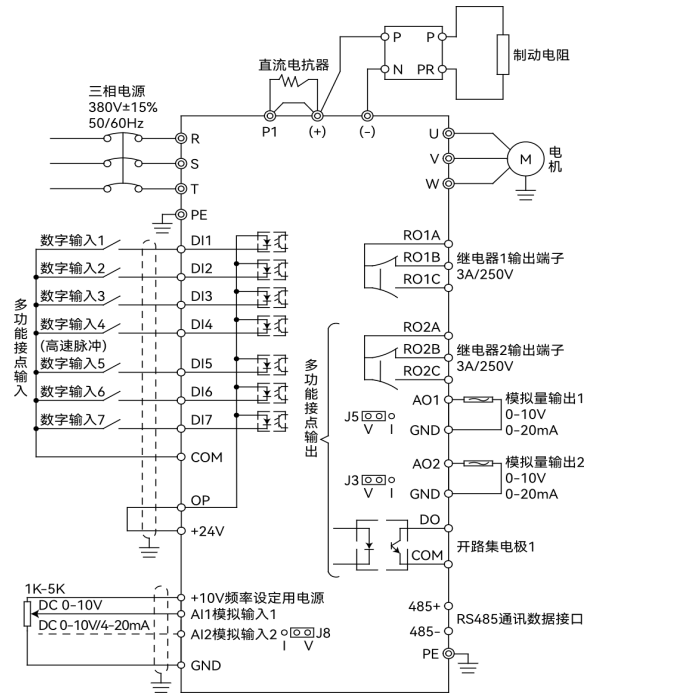 P
P
N
PR
制动电阻
直流电抗器
三相电源
380V±15%
50/60Hz
P1
(+)
(-)
R
S
T
PE
U
V
W
M
电机
多功能接点输入
数字输入1
DI1
数字输入2
DI2
数字输入3
DI3
数字输入4
DI4
(高速脉冲)
数字输入5
DI5
数字输入6
DI6
数字输入7
DI7
COM
OP
+24V
RO1A
RO1B
RO1C
继电器1输出端子
3A/250V
多功能接点输出
RO2A
RO2B
RO2C
继电器2输出端子
3A/250V
J5
V
I
AO1
GND
模拟量输出1
0-10V
0-20mA
J3
V
I
AO2
GND
模拟量输出2
0-10V
0-20mA
DO
COM
开路集电极1
1K-5K
+10V频率设定用电源
DC 0-10V
AI1模拟输入1
DC 0-10V/4-20mA
AI2模拟输入2
J8
I
V
GND
485+
485-
RS485通讯数据接口
PE